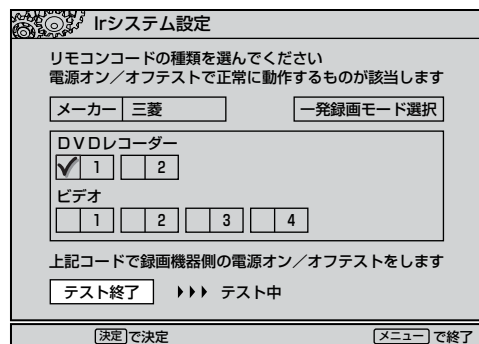 Irシステム設定
リモコンコードの種類を選んでください
電源オン／オフテストで正常に動作するものが該当します
メーカー 三菱 一発録画モード選択
DVDレコーダー
1 2
ビデオ
1 2 3 4
上記コードで録画機器側の電源オン／オフテストをします
テスト終了 テスト中
決定で決定 メニューで終了